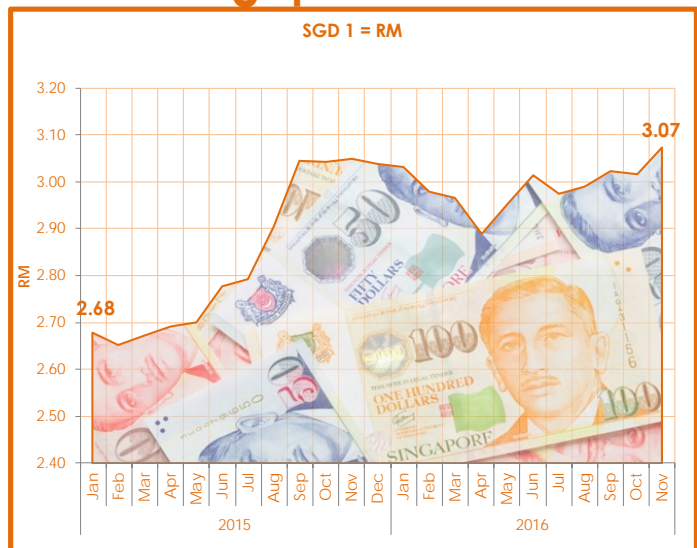 SGD 1 = RM
3.20
3.10
3.00
2.90
2.80
2.70
2.60
2.50
2.40
RM
2.68
3.07
Jan Feb Mar Apr May Jun Jul Aug Sep Oct Nov Dec Jan Feb Mar Apr May Jun Jul Aug Sep Oct Nov
2015 2016
50
FIFTY
DOLLARS
100
ONE HUNDRED
DOLLARS
SINGAPORE
100
50